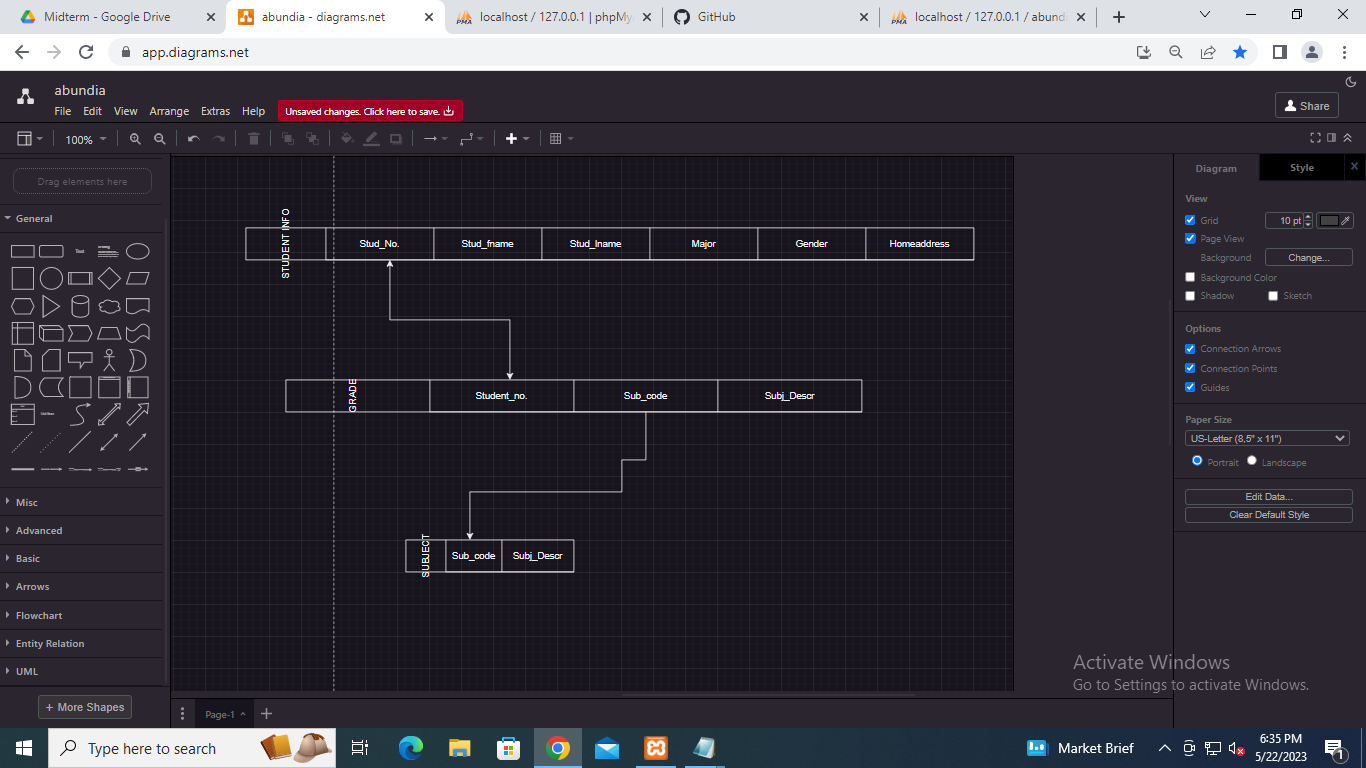 Midterm - Google Drive
abundia - diagrams.net
localhost / 127.0.0.1 | phpMy
GitHub
localhost / 127.0.0.1 / abund
app.diagrams.net
abundia
File Edit View Arrange Extras Help
Unsaved changes. Click here to save.
Share
100%
Drag elements here
General
Text
Misc
Advanced
Basic
Arrows
Flowchart
Entity Relation
UML
+ More Shapes
STUDENT INFO
Stud_No. Stud_fname Stud_lname Major Gender Homeaddress
GRADE
Student_no. Sub_code Subj_Descr
SUBJECT
Sub_code Subj_Descr
Page-1
Diagram Style
View
Grid 10 pt
Page View
Background Change...
Background Color
Shadow Sketch
Options
Connection Arrows
Connection Points
Guides
Paper Size
US-Letter (8,5" x 11")
Portrait Landscape
Edit Data...
Clear Default Style
Activate Windows
Go to Settings to activate Windows.
Type here to search
Market Brief
6:35 PM
5/22/2023
1